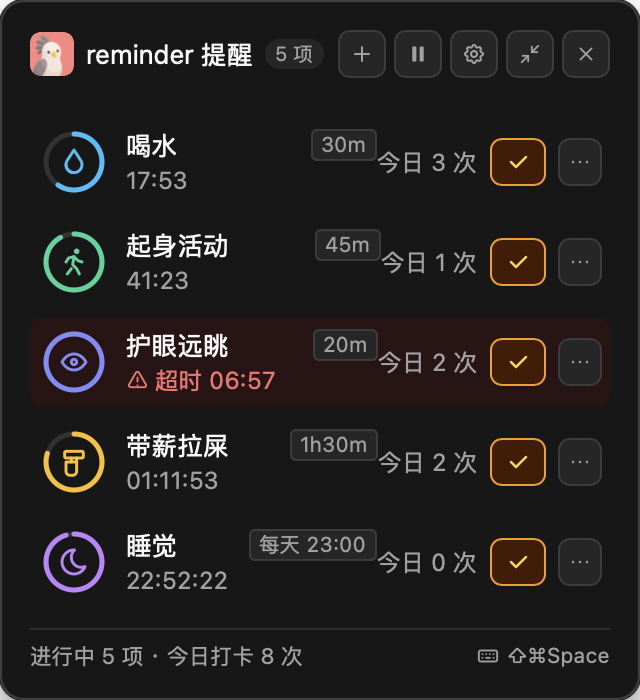 reminder 提醒 5 项
喝水 30m 今日 3 次
17:53
起身活动 45m 今日 1 次
41:23
护眼远眺 20m 今日 2 次
超时 06:57
带薪拉屎 1h30m 今日 2 次
01:11:53
睡觉 每天 23:00 今日 0 次
22:52:22
进行中 5 项 · 今日打卡 8 次 ⇧⌘Space